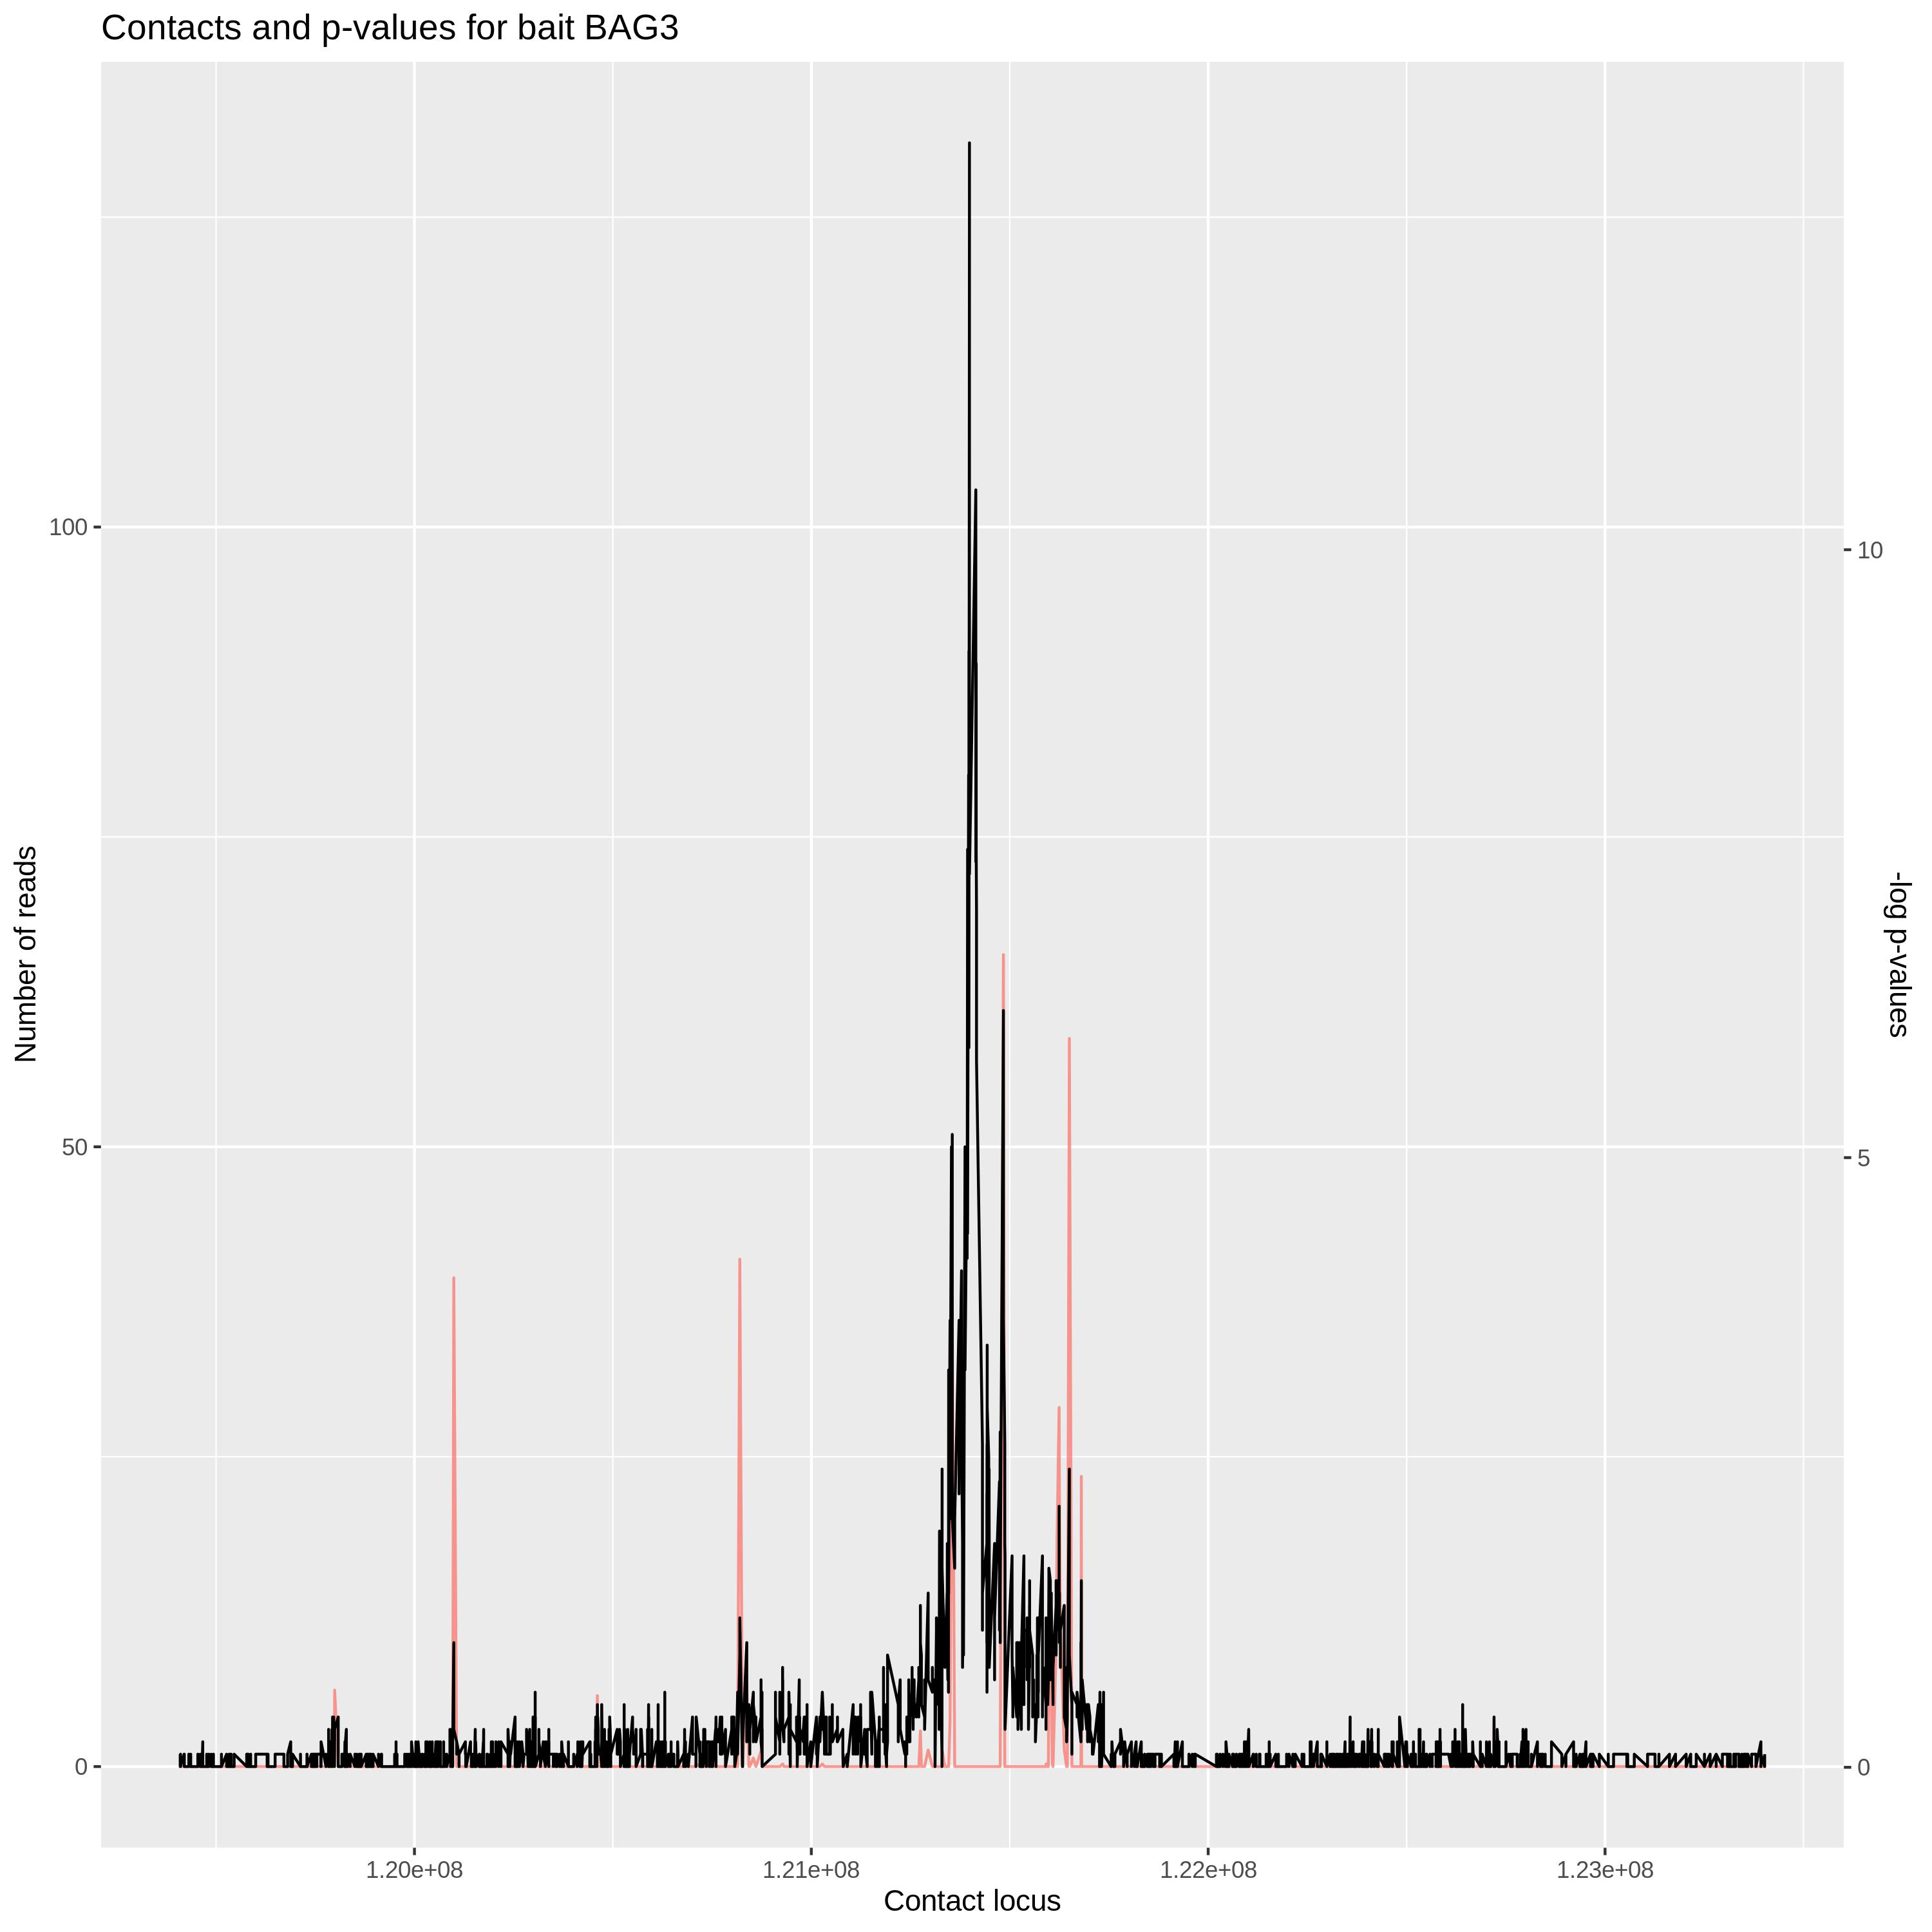 Contacts and p-values for bait BAG3
Number of reads
100
50
0
10
5
0
-log p-values
1.20e+08
1.21e+08
1.22e+08
1.23e+08
Contact locus